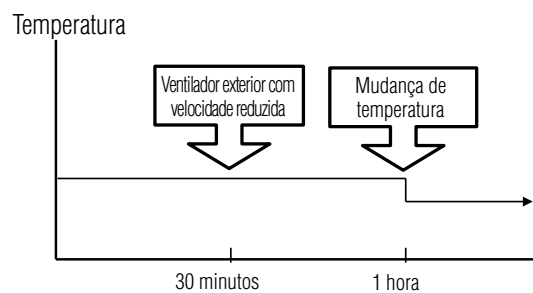 Temperatura
Ventilador exterior com
velocidade reduzida
Mudança de
temperatura
30 minutos
1 hora